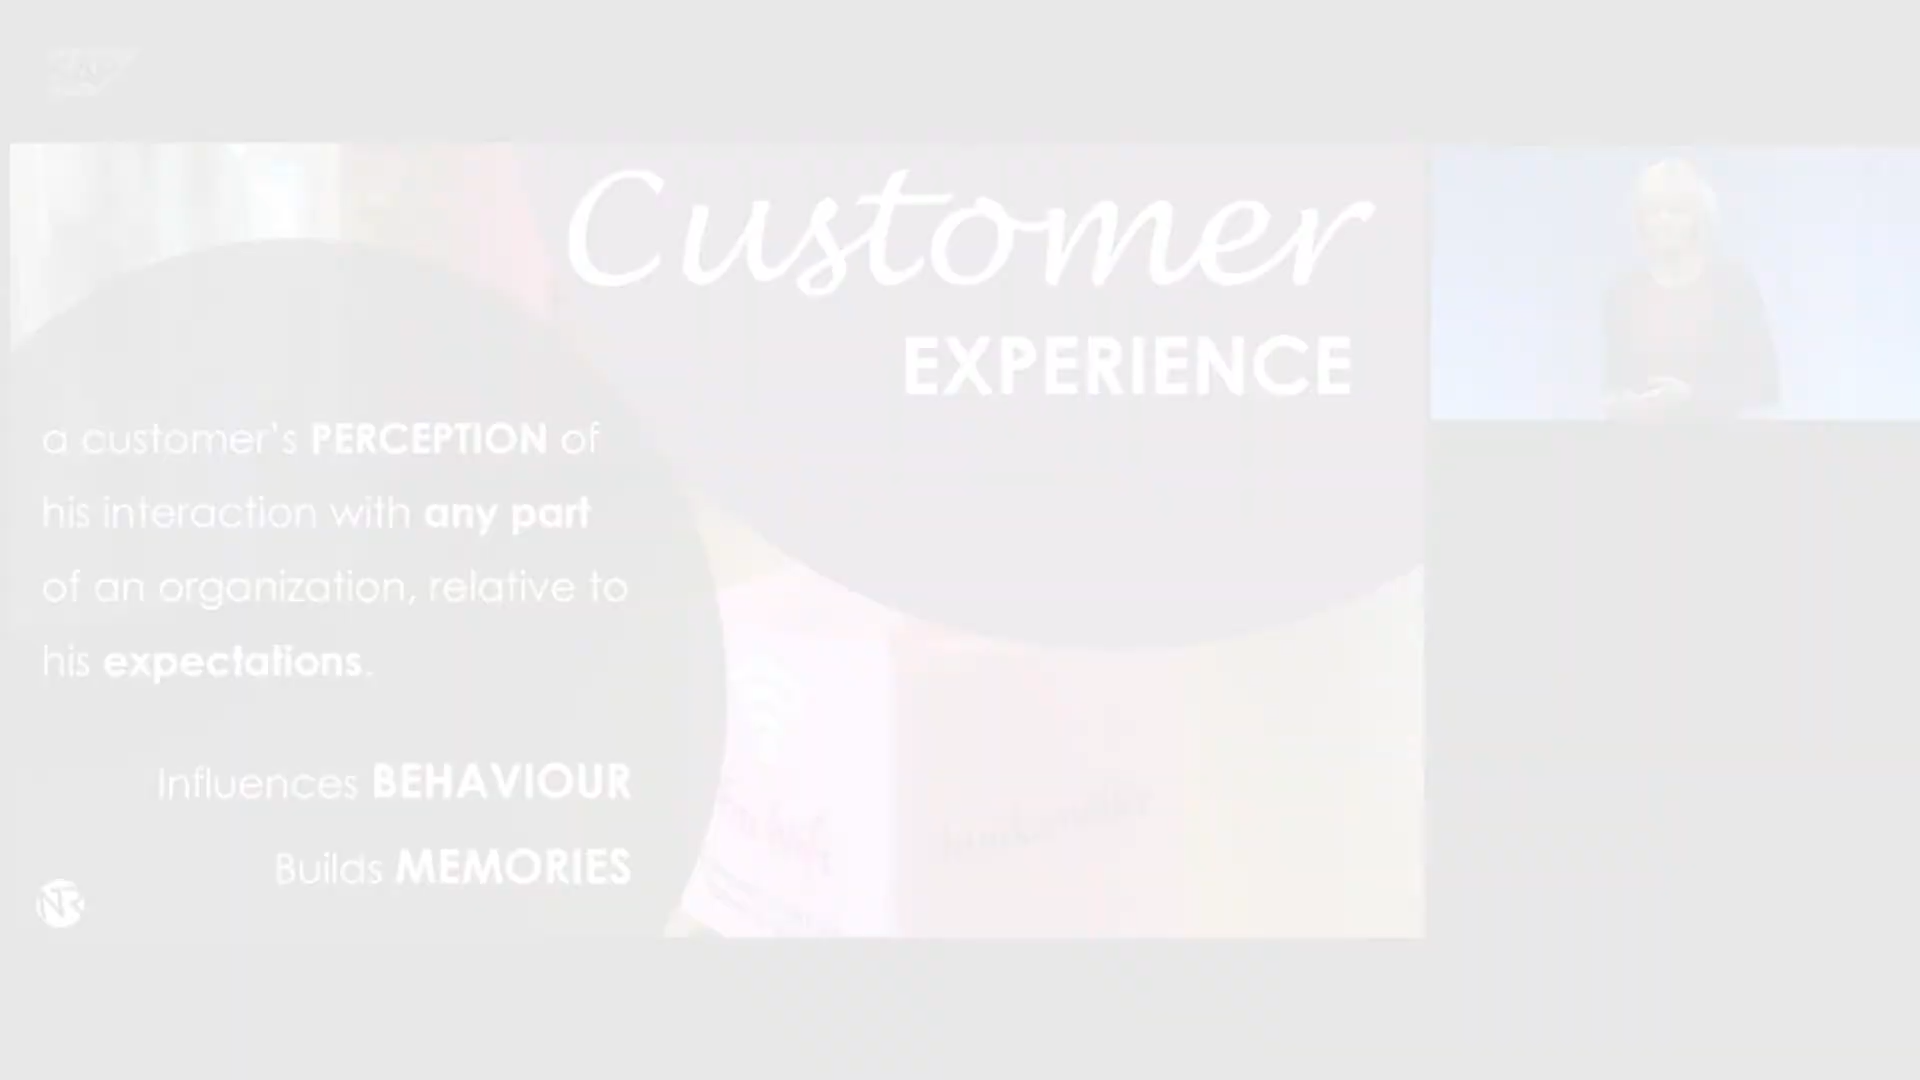 Customer
EXPERIENCE
a customer's PERCEPTION of
his interaction with any part
of an organization, relative to
his expectations.
Influences BEHAVIOUR
Builds MEMORIES
NR